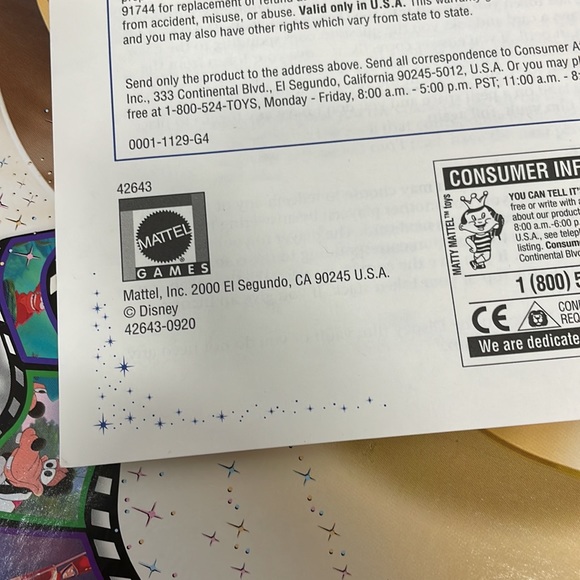 91744 for replacement or refund
from accident, misuse, or abuse. Valid only in U.S.A. This warranty
and you may also have other rights which vary from state to state.
Send only the product to the address above. Send all correspondence to Consumer A
Inc., 333 Continental Blvd., El Segundo, California 90245-5012, U.S.A. Or you may p
free at 1-800-524-TOYS, Monday - Friday, 8:00 a.m. - 5:00 p.m. PST; 11:00 a.m. - 8
0001-1129-G4
42643
MATTEL
GAMES
Mattel, Inc. 2000 El Segundo, CA 90245 U.S.A.
© Disney
42643-0920
CONSUMER INF
MATTY MATTEL™ toys
YOU CAN TELL IT
free or write with a
about our product
8:00 a.m.-6:00 p
U.S.A., see telep
listing. Consum
Continental Blvd
1 (800) 5
CE
CON
REQ
We are dedicate